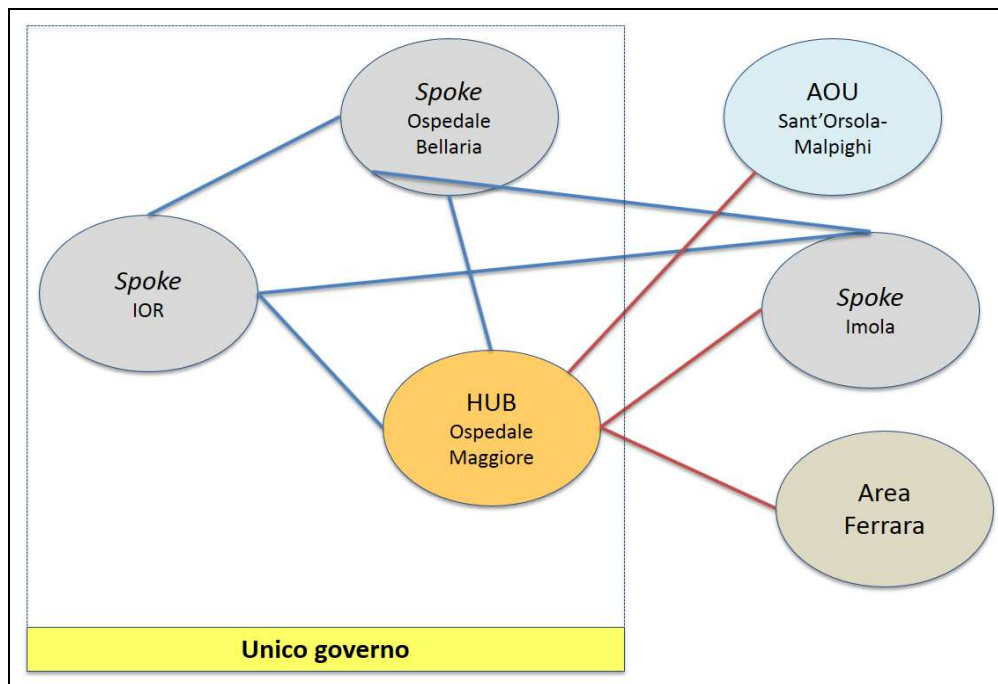 Spoke
Ospedale
Bellaria
AOU
Sant'Orsola-
Malpighi
Spoke
IOR
Spoke
Imola
HUB
Ospedale
Maggiore
Area
Ferrara
Unico governo